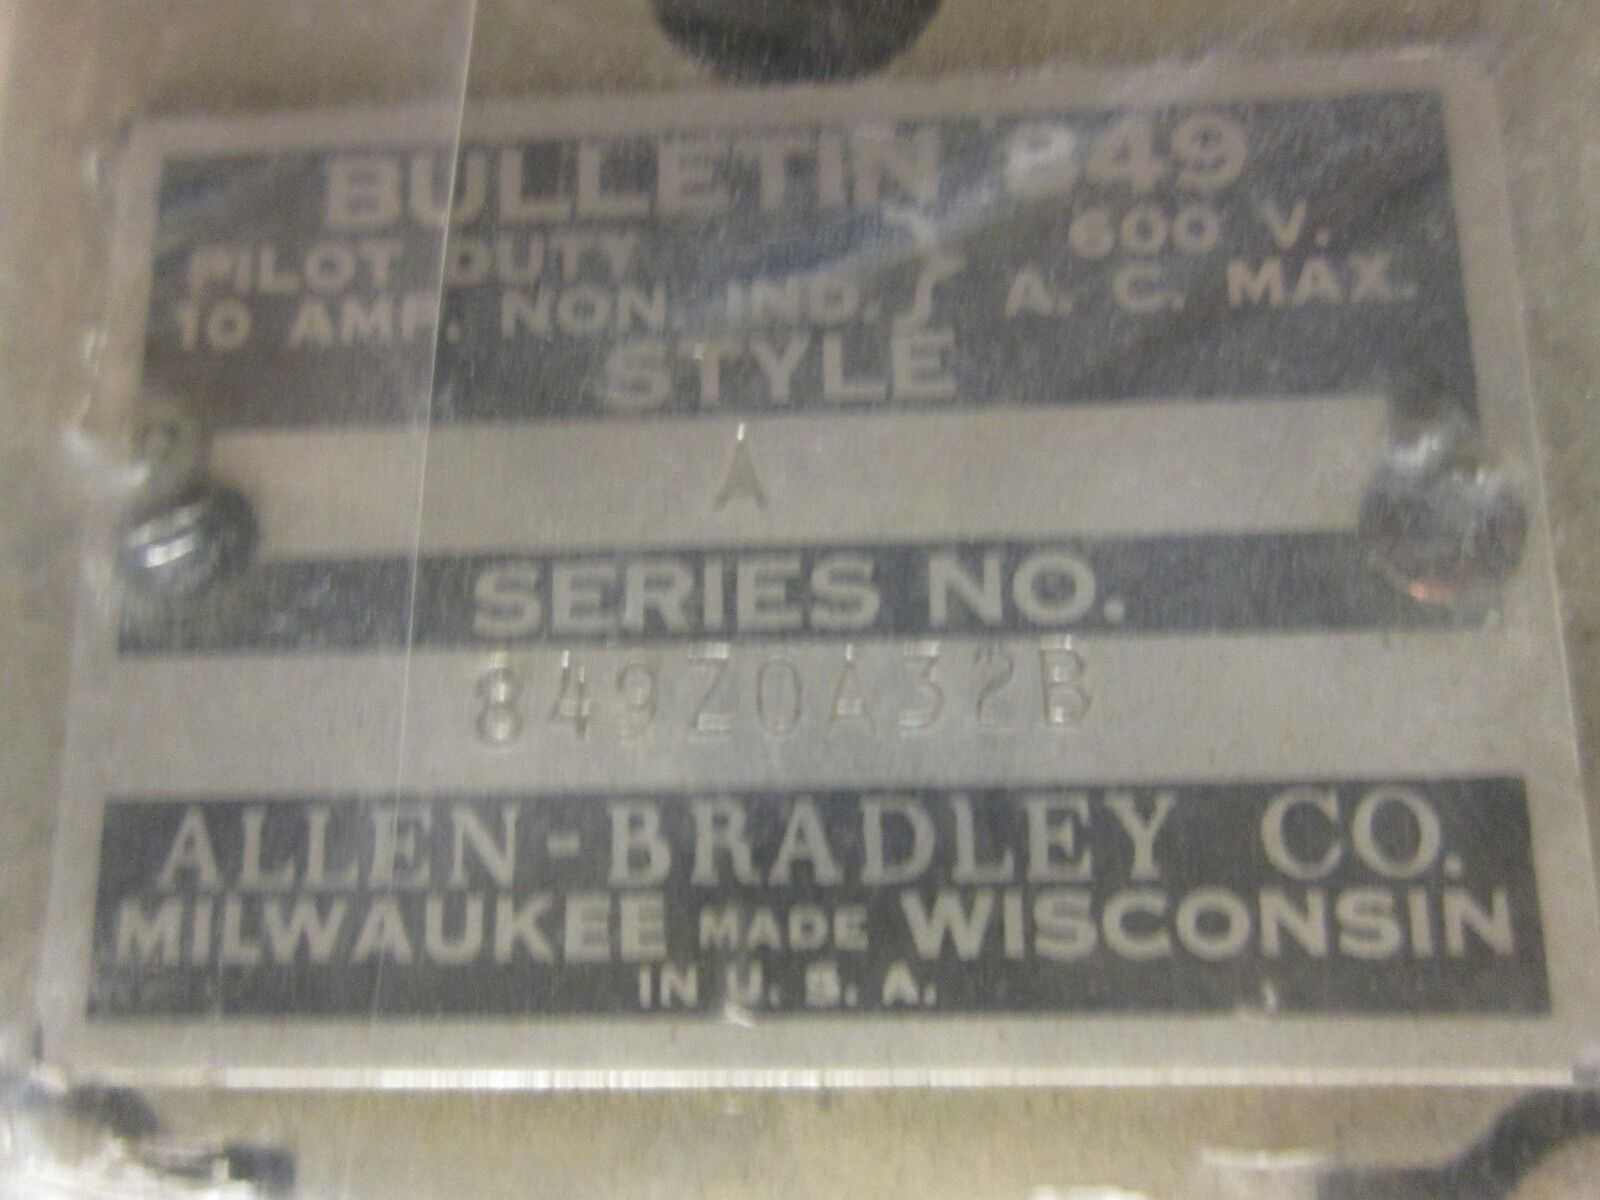 BULLETIN 849
PILOT DUTY 600 V.
10 AMP. NON. IND. A. C. MAX.
STYLE
A
SERIES NO.
849Z0A32B
ALLEN-BRADLEY CO.
MILWAUKEE MADE WISCONSIN
IN U. S. A.